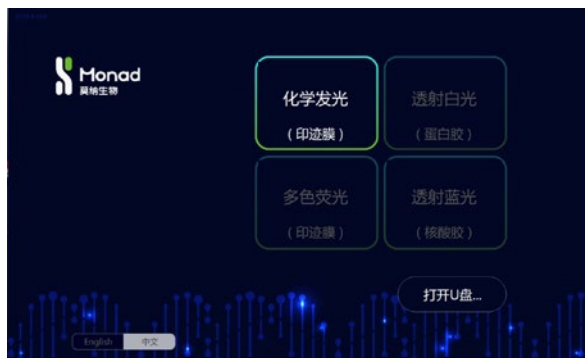 Monad
莫纳生物
化学发光
（印迹膜）
透射白光
（蛋白胶）
多色荧光
（印迹膜）
透射蓝光
（核酸胶）
打开U盘...
English
中文